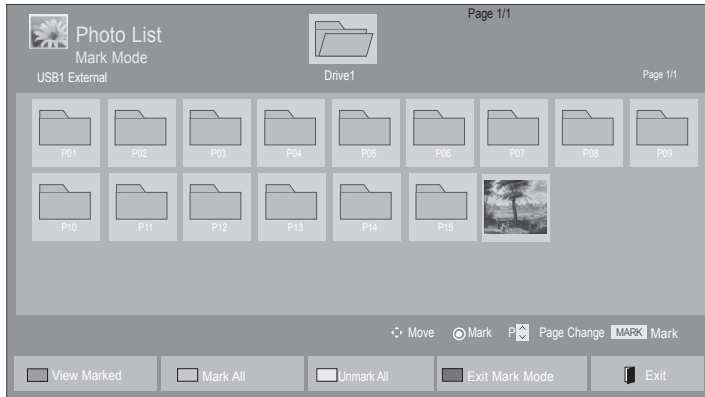 Page 1/1
Photo List
Mark Mode
USB1 External
Drive1
Page 1/1
P01 P02 P03 P04 P05 P06 P07 P08 P09
P10 P11 P12 P13 P14 P15
Move Mark P Page Change MARK Mark
View Marked Mark All Unmark All Exit Mark Mode Exit